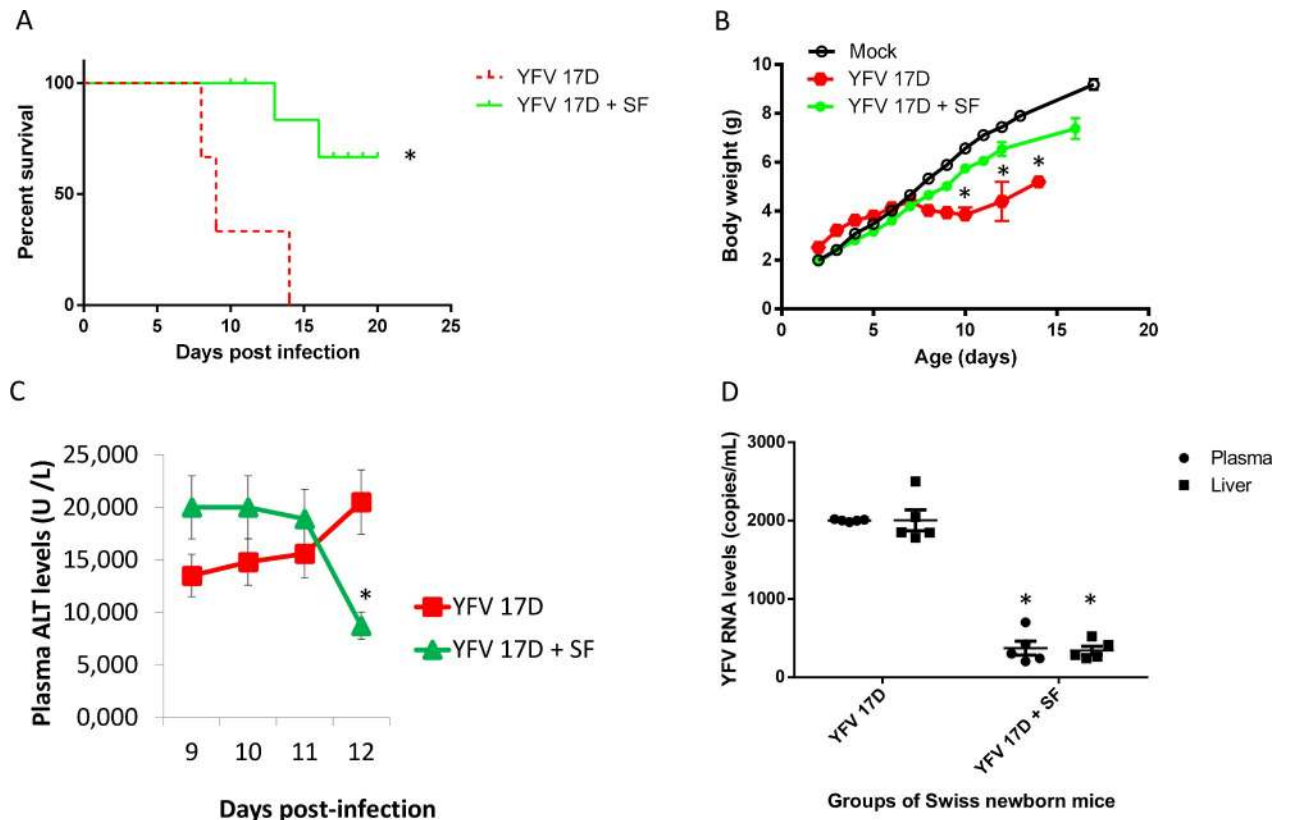 A
100
50
0
Percent survival
0 5 10 15 20 25
Days post infection
YFV 17D
YFV 17D + SF
*
B
Mock
YFV 17D
YFV 17D + SF
10
8
6
4
2
0
Body weight (g)
* * *
0 5 10 15 20
Age (days)
C
25,000
20,000
15,000
10,000
5,000
0,000
Plasma ALT levels (U /L)
*
9 10 11 12
Days post-infection
YFV 17D
YFV 17D + SF
D
3000
2000
1000
0
YFV RNA levels (copies/mL)
Plasma
Liver
* *
YFV 17D
YFV 17D + SF
Groups of Swiss newborn mice